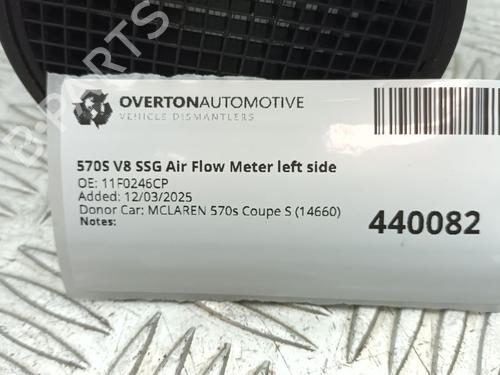 OVERTONAUTOMOTIVE
VEHICLE DISMANTLERS
570S V8 SSG Air Flow Meter left side
OE: 11F0246CP
Added: 12/03/2025
Donor Car: MCLAREN 570s Coupe S (14660)
Notes:
440082
B-PARTS